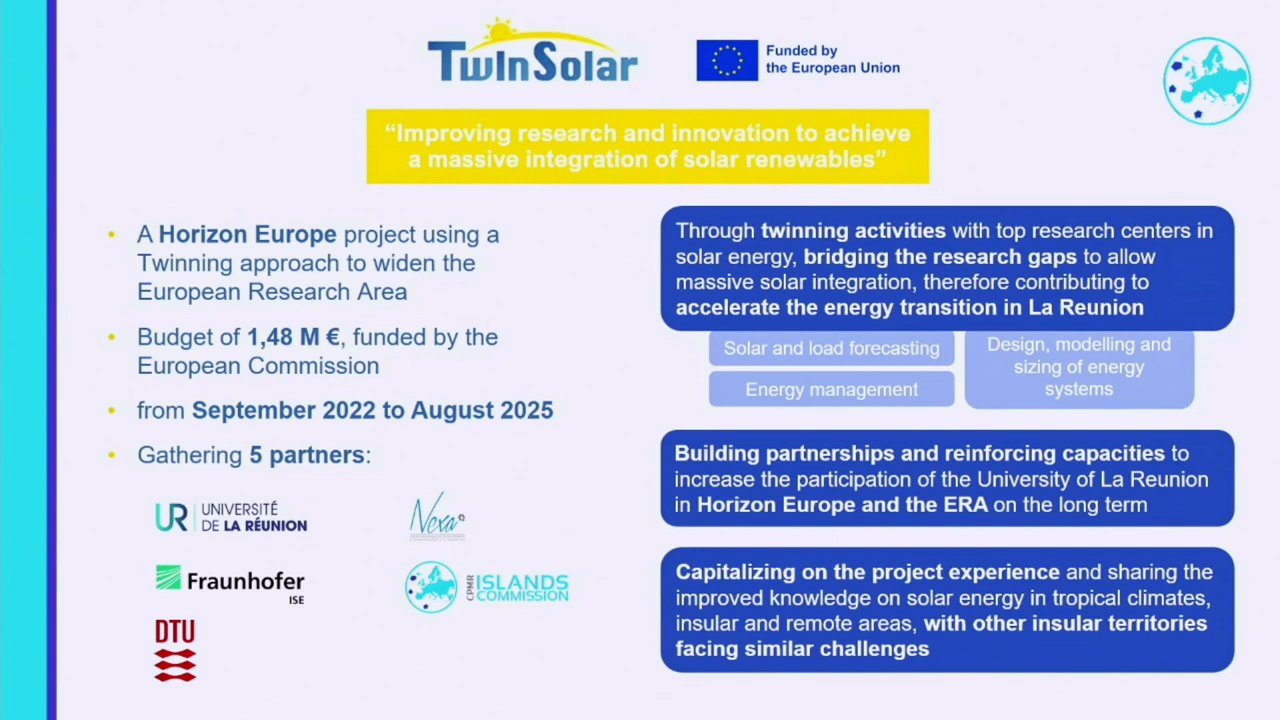 TwInSolar
Funded by
the European Union
“Improving research and innovation to achieve
a massive integration of solar renewables”
• A Horizon Europe project using a
Twinning approach to widen the
European Research Area
• Budget of 1,48 M €, funded by the
European Commission
• from September 2022 to August 2025
• Gathering 5 partners:
UR UNIVERSITÉ
DE LA RÉUNION
Nexa
Fraunhofer
ISE
CPMR
ISLANDS
COMMISSION
DTU
Through twinning activities with top research centers in
solar energy, bridging the research gaps to allow
massive solar integration, therefore contributing to
accelerate the energy transition in La Reunion
Solar and load forecasting
Energy management
Design, modelling and
sizing of energy
systems
Building partnerships and reinforcing capacities to
increase the participation of the University of La Reunion
in Horizon Europe and the ERA on the long term
Capitalizing on the project experience and sharing the
improved knowledge on solar energy in tropical climates,
insular and remote areas, with other insular territories
facing similar challenges